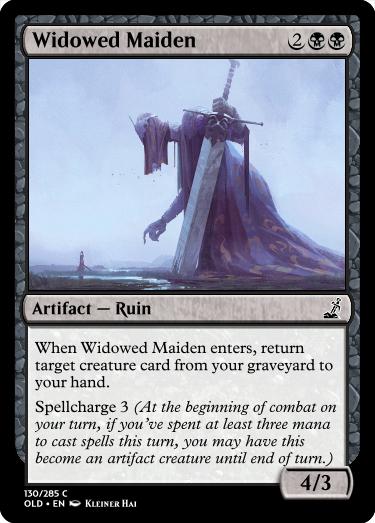 Widowed Maiden 2
Artifact — Ruin
When Widowed Maiden enters, return
target creature card from your graveyard to
your hand.
Spellcharge 3 (At the beginning of combat on
your turn, if you've spent at least three mana
to cast spells this turn, you may have this
become an artifact creature until end of turn.)
4/3
130/285 C
OLD • EN Kleiner Hai